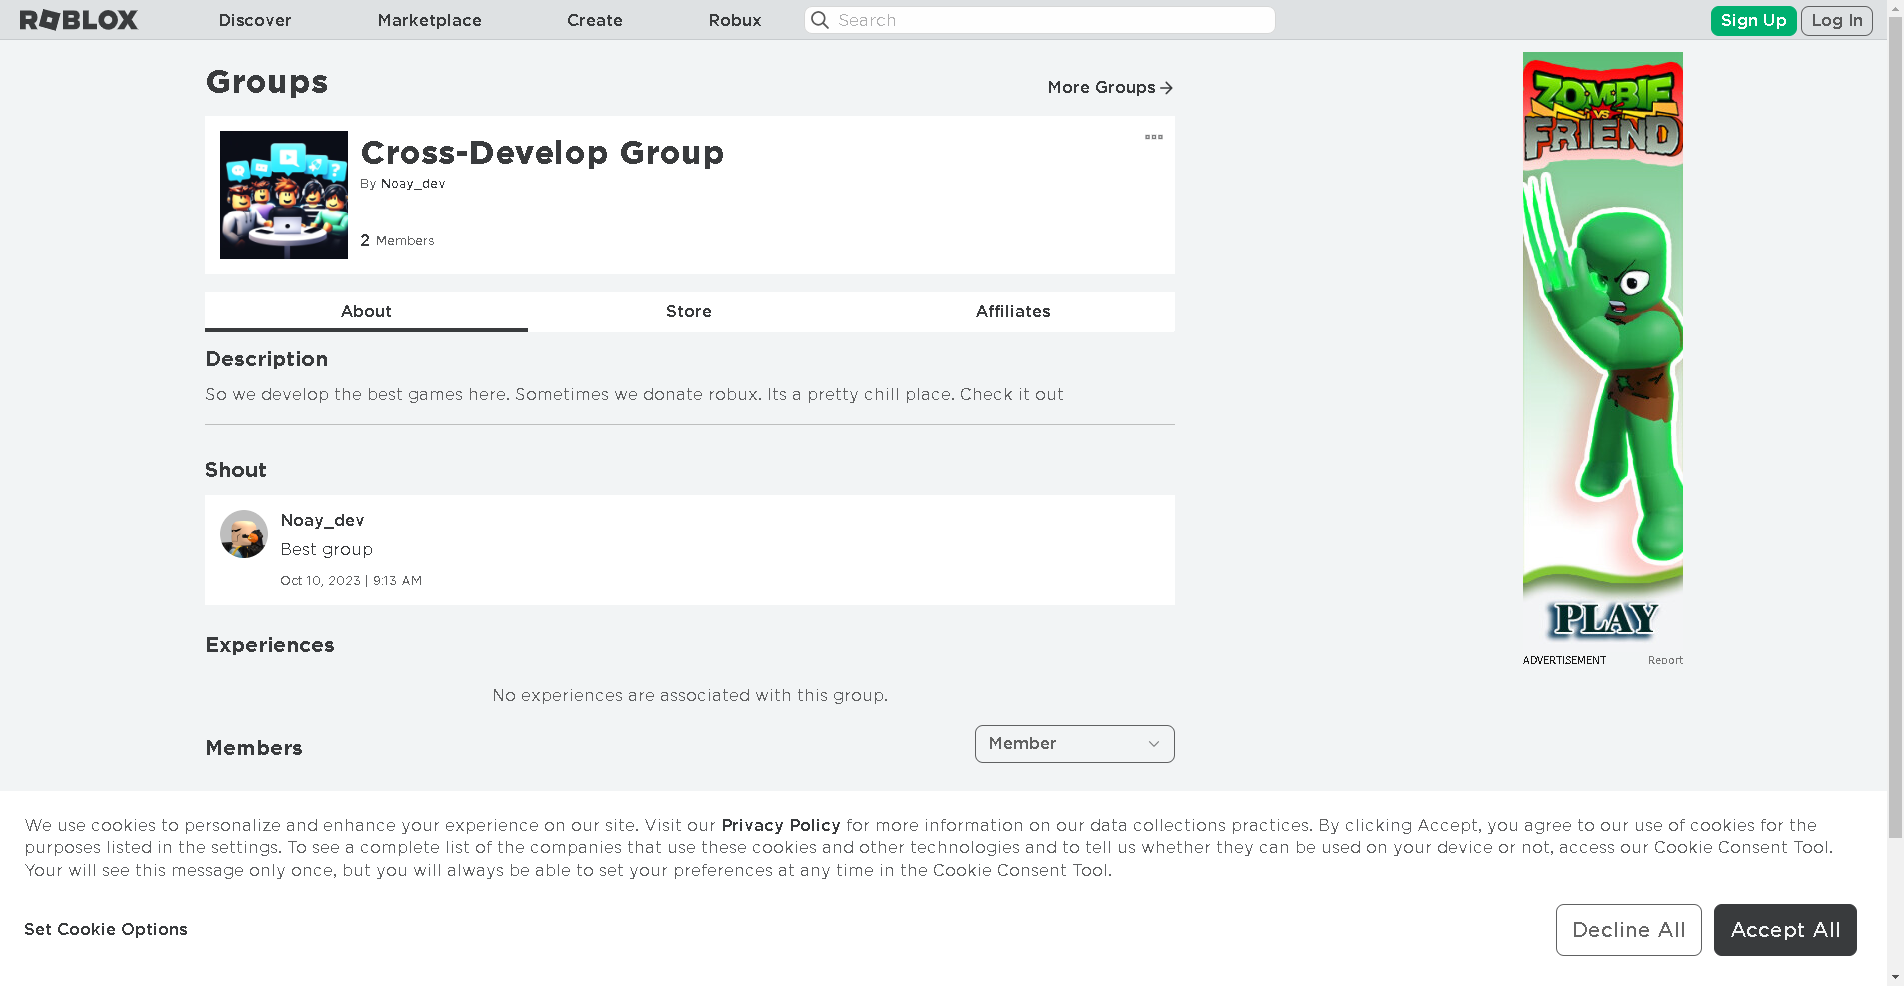 ROBLOX
Discover
Marketplace
Create
Robux
Search
Sign Up
Log In
Groups
More Groups
Cross-Develop Group
By Noay_dev
2 Members
About
Store
Affiliates
Description
So we develop the best games here. Sometimes we donate robux. Its a pretty chill place. Check it out
Shout
Noay_dev
Best group
Oct 10, 2023 | 9:13 AM
Experiences
No experiences are associated with this group.
Members
Member
ZOMBIE
VS
FRIEND
PLAY
ADVERTISEMENT
Report
We use cookies to personalize and enhance your experience on our site. Visit our Privacy Policy for more information on our data collections practices. By clicking Accept, you agree to our use of cookies for the
purposes listed in the settings. To see a complete list of the companies that use these cookies and other technologies and to tell us whether they can be used on your device or not, access our Cookie Consent Tool.
Your will see this message only once, but you will always be able to set your preferences at any time in the Cookie Consent Tool.
Set Cookie Options
Decline All
Accept All